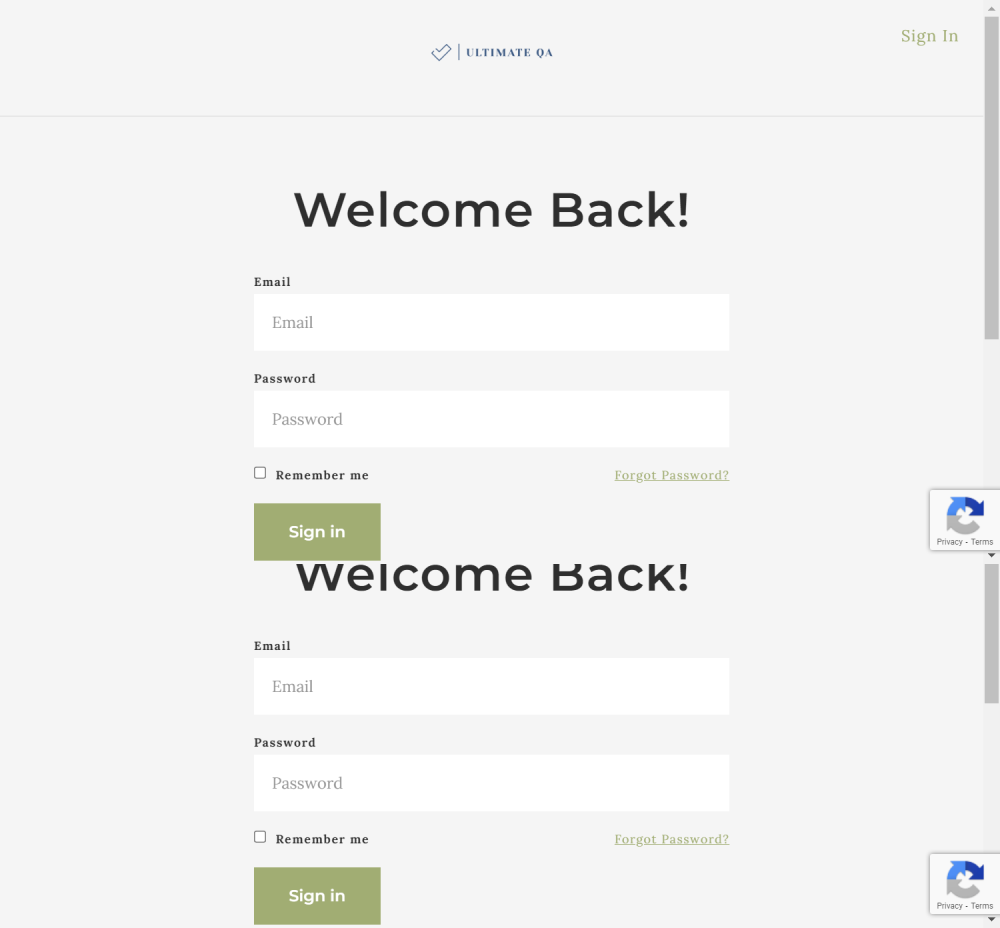 Sign In
ULTIMATE QA
Welcome Back!
Email
Email
Password
Password
Remember me Forgot Password?
Sign in
Privacy - Terms
Welcome Back!
Email
Email
Password
Password
Remember me Forgot Password?
Sign in
Privacy - Terms